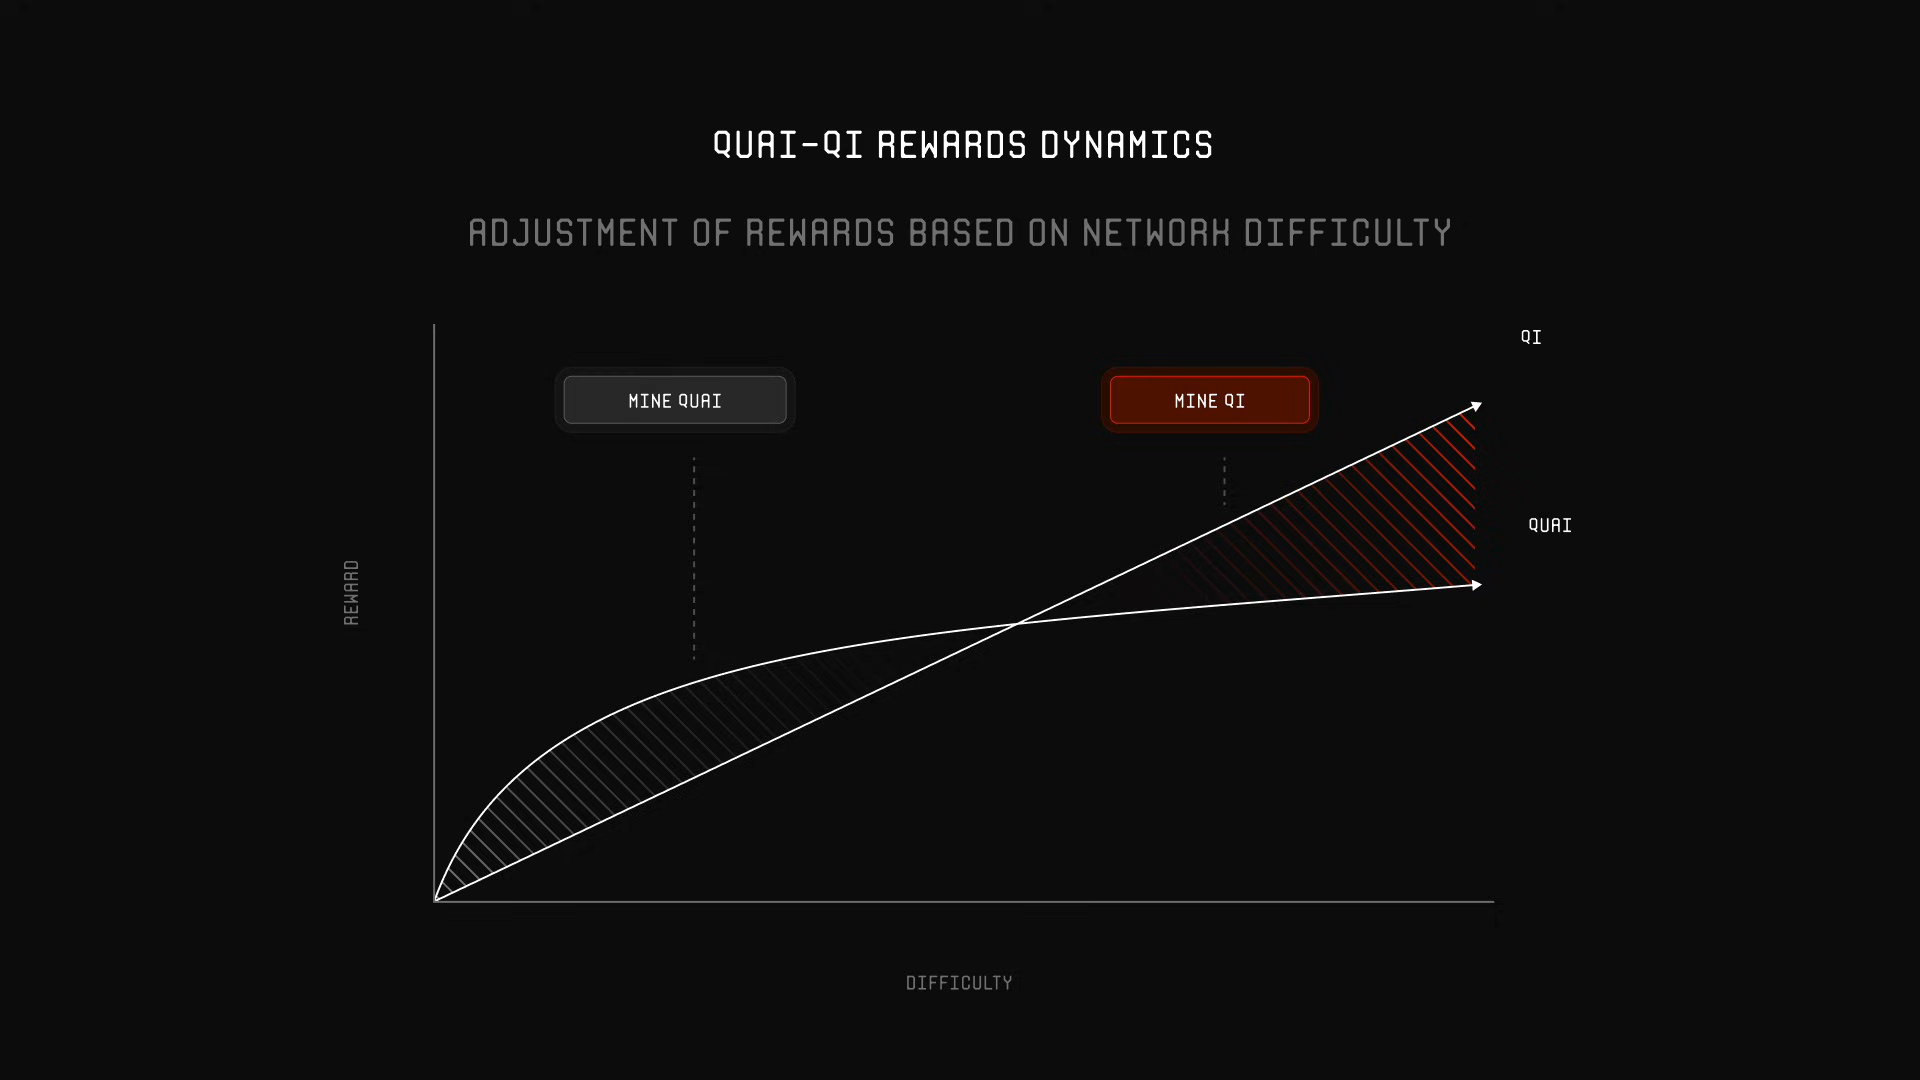 QUAI-QI REWARDS DYNAMICS
ADJUSTMENT OF REWARDS BASED ON NETWORK DIFFICULTY
QI
MINE QUAI
MINE QI
QUAI
REWARD
DIFFICULTY